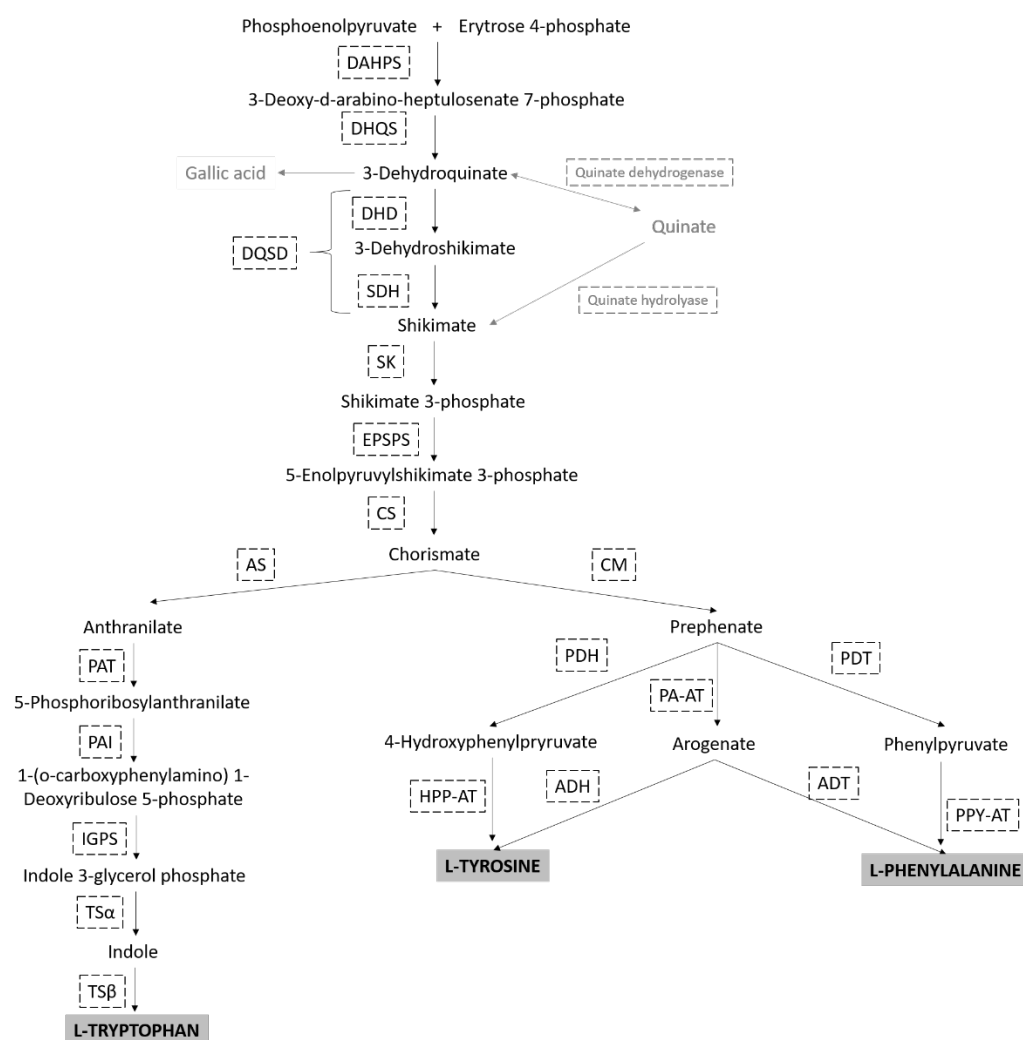 Phosphoenolpyruvate + Erytrose 4-phosphate
DAHPS
3-Deoxy-d-arabino-heptulosenate 7-phosphate
DHQS
Gallic acid
3-Dehydroquinate
Quinate dehydrogenase
DHD
Quinate
DQSD
3-Dehydroshikimate
SDH
Quinate hydrolyase
Shikimate
SK
Shikimate 3-phosphate
EPSPS
5-Enolpyruvylshikimate 3-phosphate
CS
Chorismate
AS
CM
Anthranilate
Prephenate
PAT
PDH
PA-AT
PDT
5-Phosphoribosylanthranilate
PAI
4-Hydroxyphenylpryruvate
Arogenate
Phenylpyruvate
1-(o-carboxyphenylamino) 1-
Deoxyribulose 5-phosphate
HPP-AT
ADH
ADT
PPY-AT
IGPS
L-TYROSINE
L-PHENYLALANINE
Indole 3-glycerol phosphate
TSα
Indole
TSβ
L-TRYPTOPHAN